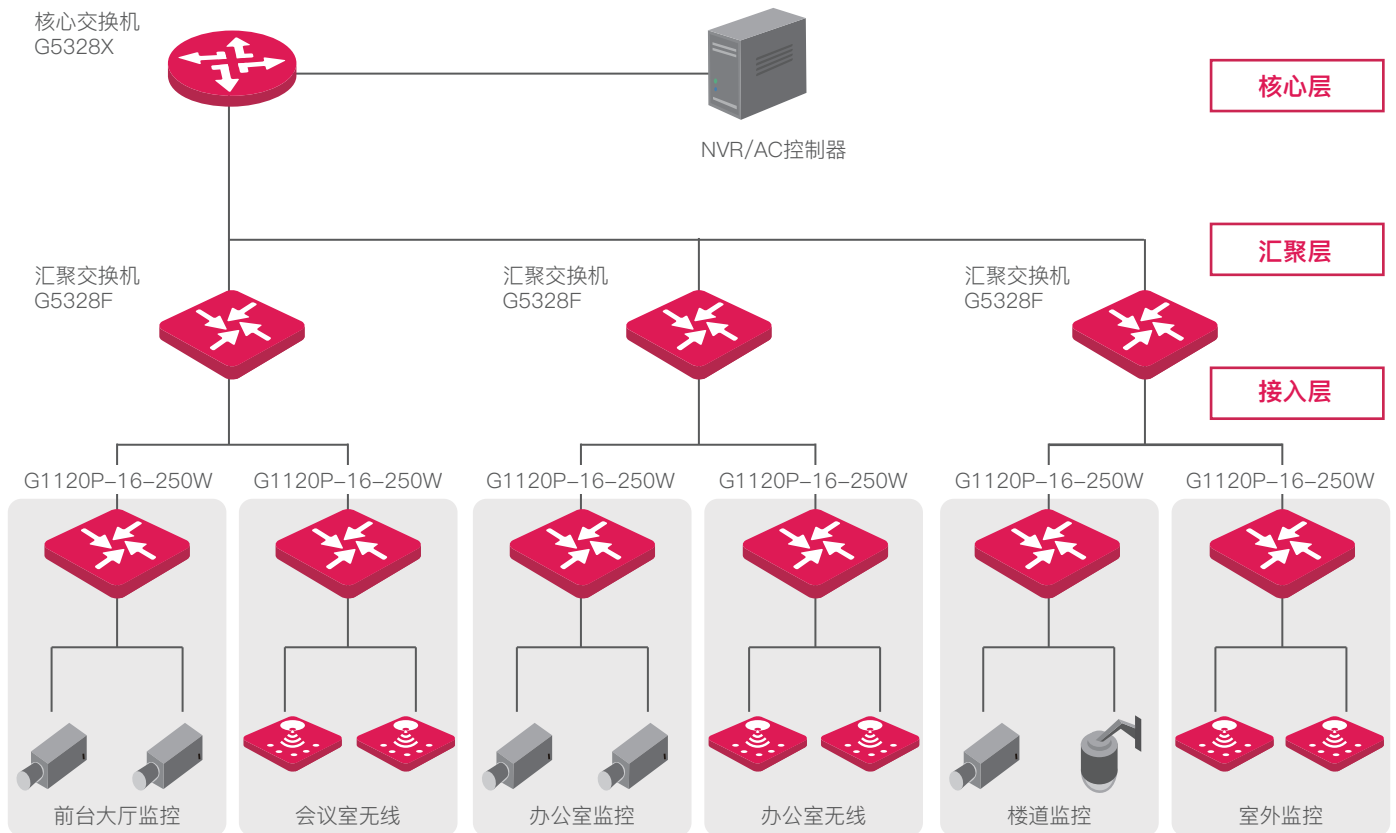 核心交换机
G5328X
NVR/AC控制器
核心层
汇聚层
汇聚交换机
G5328F
汇聚交换机
G5328F
汇聚交换机
G5328F
接入层
G1120P–16–250W
G1120P–16–250W
G1120P–16–250W
G1120P–16–250W
G1120P–16–250W
G1120P–16–250W
前台大厅监控
会议室无线
办公室监控
办公室无线
楼道监控
室外监控